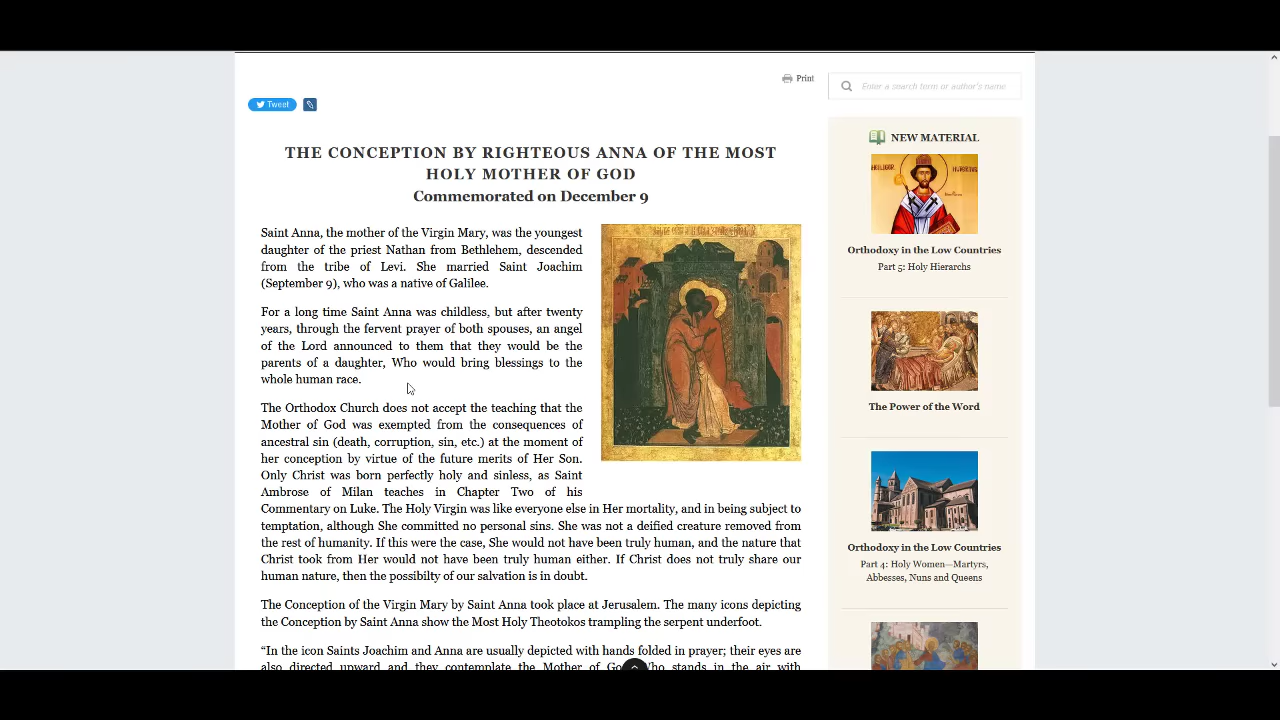 Print
Enter a search term or author's name
Tweet
THE CONCEPTION BY RIGHTEOUS ANNA OF THE MOST
HOLY MOTHER OF GOD
Commemorated on December 9
Saint Anna, the mother of the Virgin Mary, was the youngest
daughter of the priest Nathan from Bethlehem, descended
from the tribe of Levi. She married Saint Joachim
(September 9), who was a native of Galilee.
For a long time Saint Anna was childless, but after twenty
years, through the fervent prayer of both spouses, an angel
of the Lord announced to them that they would be the
parents of a daughter, Who would bring blessings to the
whole human race.
The Orthodox Church does not accept the teaching that the
Mother of God was exempted from the consequences of
ancestral sin (death, corruption, sin, etc.) at the moment of
her conception by virtue of the future merits of Her Son.
Only Christ was born perfectly holy and sinless, as Saint
Ambrose of Milan teaches in Chapter Two of his
Commentary on Luke. The Holy Virgin was like everyone else in Her mortality, and in being subject to
temptation, although She committed no personal sins. She was not a deified creature removed from
the rest of humanity. If this were the case, She would not have been truly human, and the nature that
Christ took from Her would not have been truly human either. If Christ does not truly share our
human nature, then the possibilty of our salvation is in doubt.
The Conception of the Virgin Mary by Saint Anna took place at Jerusalem. The many icons depicting
the Conception by Saint Anna show the Most Holy Theotokos trampling the serpent underfoot.
“In the icon Saints Joachim and Anna are usually depicted with hands folded in prayer; their eyes are
also directed upward and they contemplate the Mother of God, Who stands in the air with
NEW MATERIAL
Orthodoxy in the Low Countries
Part 5: Holy Hierarchs
The Power of the Word
Orthodoxy in the Low Countries
Part 4: Holy Women—Martyrs,
Abbesses, Nuns and Queens